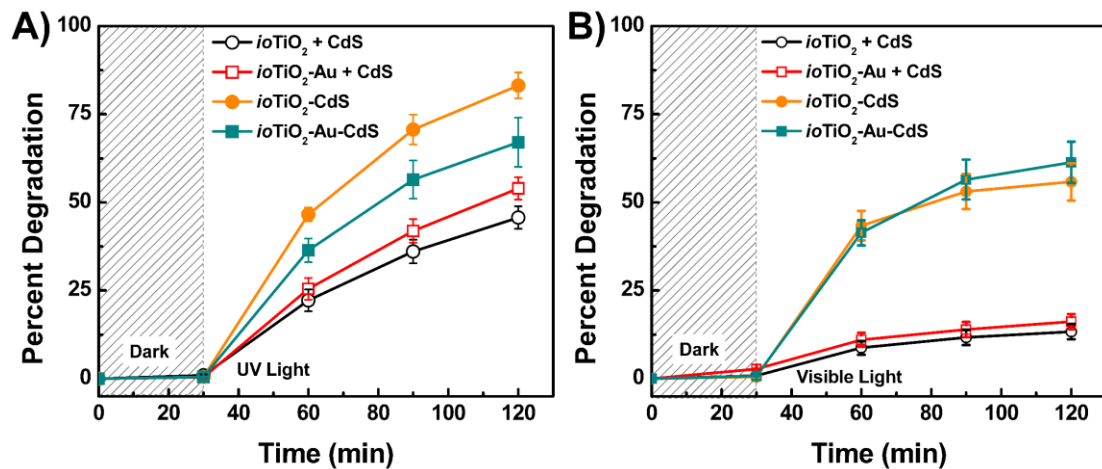 A)
100
75
50
25
0
Percent Degradation
ioTiO₂ + CdS
ioTiO₂-Au + CdS
ioTiO₂-CdS
ioTiO₂-Au-CdS
Dark
UV Light
0 20 40 60 80 100 120
Time (min)
B)
100
75
50
25
0
Percent Degradation
ioTiO₂ + CdS
ioTiO₂-Au + CdS
ioTiO₂-CdS
ioTiO₂-Au-CdS
Dark
Visible Light
0 20 40 60 80 100 120
Time (min)